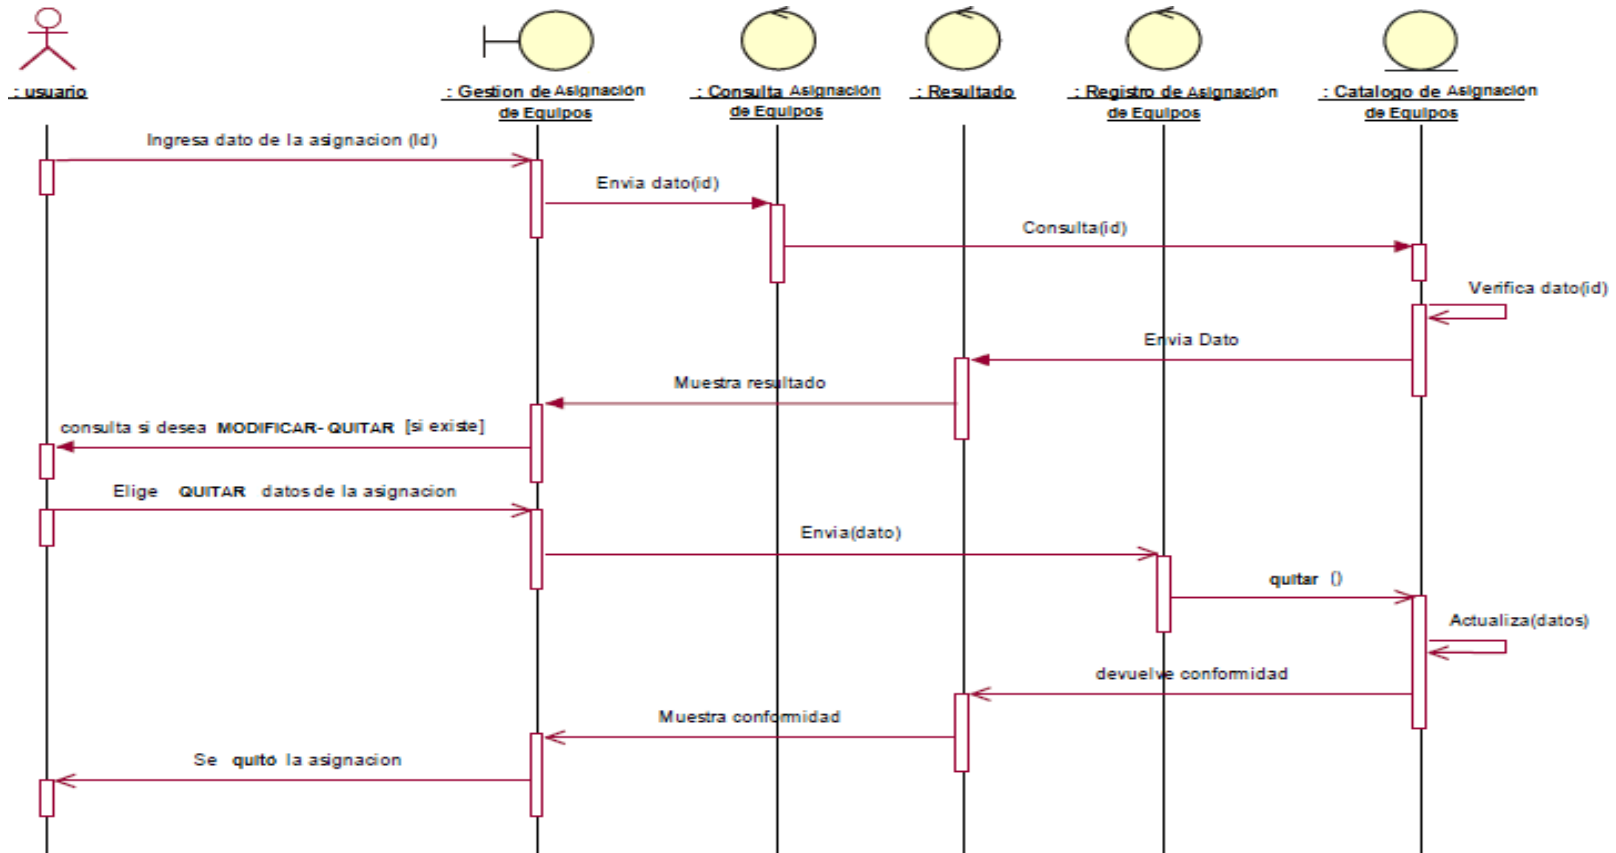 : usuario
: Gestion de Asignación
de Equipos
: Consulta Asignación
de Equipos
: Resultado
: Registro de Asignación
de Equipos
: Catalogo de Asignación
de Equipos
Ingresa dato de la asignacion (Id)
Envia dato(id)
Consulta(id)
Verifica dato(id)
Envia Dato
Muestra resultado
consulta si desea MODIFICAR- QUITAR [si existe]
Elige QUITAR datos de la asignacion
Envia(dato)
quitar ()
Actualiza(datos)
devuelve conformidad
Muestra conformidad
Se quitó la asignacion